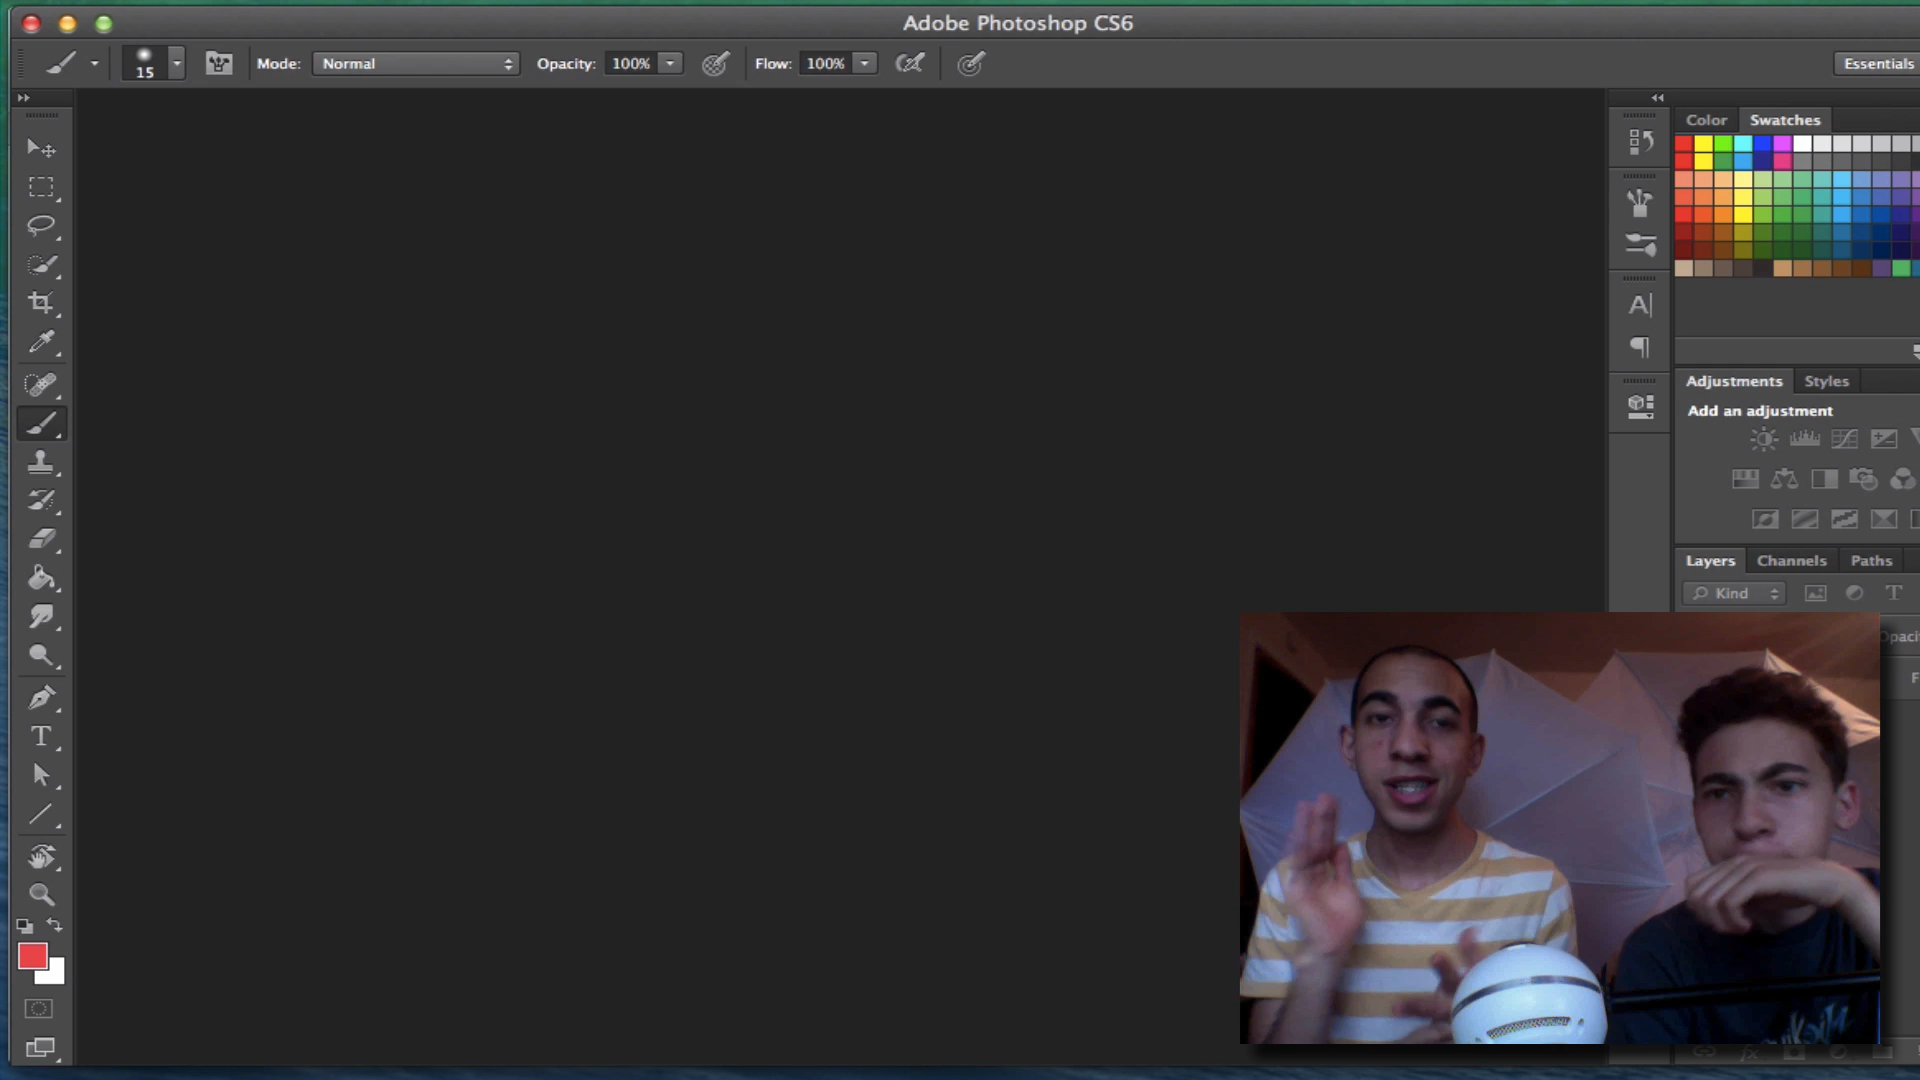 Adobe Photoshop CS6
15
Mode: Normal Opacity: 100% Flow: 100% Essentials
Color Swatches
Adjustments Styles
Add an adjustment
Layers Channels Paths
Kind